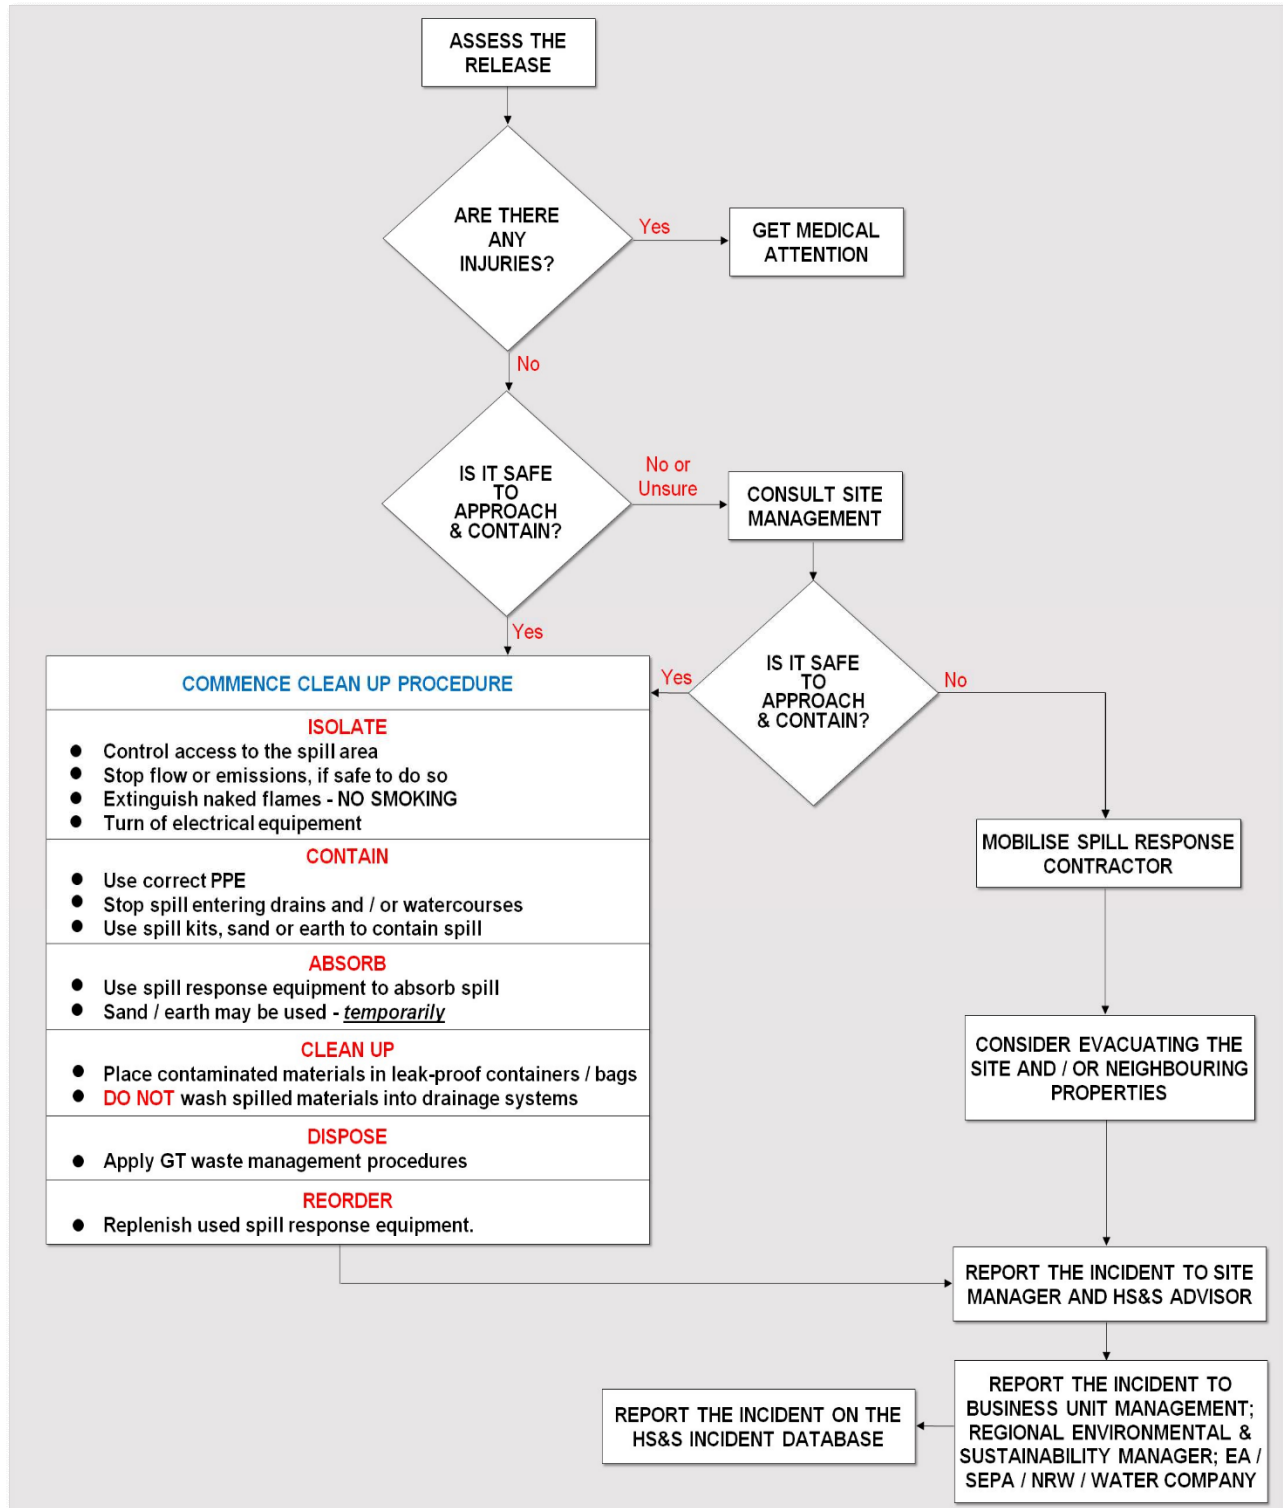 ASSESS THE
RELEASE
ARE THERE
ANY
INJURIES?
Yes
GET MEDICAL
ATTENTION
No
IS IT SAFE
TO
APPROACH
& CONTAIN?
No or
Unsure
CONSULT SITE
MANAGEMENT
Yes
IS IT SAFE
TO
APPROACH
& CONTAIN?
Yes
No
COMMENCE CLEAN UP PROCEDURE
ISOLATE
● Control access to the spill area
● Stop flow or emissions, if safe to do so
● Extinguish naked flames - NO SMOKING
● Turn of electrical equipement
CONTAIN
● Use correct PPE
● Stop spill entering drains and / or watercourses
● Use spill kits, sand or earth to contain spill
ABSORB
● Use spill response equipment to absorb spill
● Sand / earth may be used - temporarily
CLEAN UP
● Place contaminated materials in leak-proof containers / bags
● DO NOT wash spilled materials into drainage systems
DISPOSE
● Apply GT waste management procedures
REORDER
● Replenish used spill response equipment.
MOBILISE SPILL RESPONSE
CONTRACTOR
CONSIDER EVACUATING THE
SITE AND / OR NEIGHBOURING
PROPERTIES
REPORT THE INCIDENT TO SITE
MANAGER AND HS&S ADVISOR
REPORT THE INCIDENT TO
BUSINESS UNIT MANAGEMENT;
REGIONAL ENVIRONMENTAL &
SUSTAINABILITY MANAGER; EA /
SEPA / NRW / WATER COMPANY
REPORT THE INCIDENT ON THE
HS&S INCIDENT DATABASE